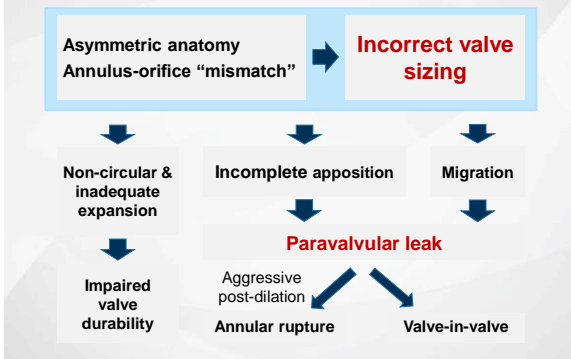 Asymmetric anatomy
Annulus-orifice “mismatch”
Incorrect valve
sizing
Non-circular &
inadequate
expansion
Incomplete apposition
Migration
Paravalvular leak
Impaired
valve
durability
Aggressive
post-dilation
Annular rupture
Valve-in-valve